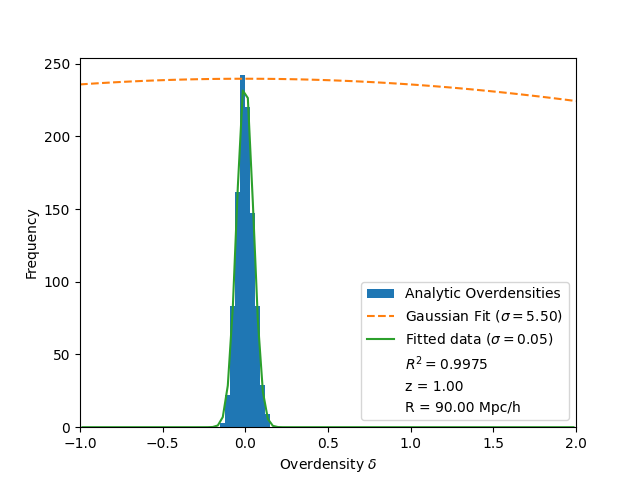 250
200
150
100
50
0
Frequency
Analytic Overdensities
Gaussian Fit (σ = 5.50)
Fitted data (σ = 0.05)
R² = 0.9975
z = 1.00
R = 90.00 Mpc/h
−1.0 −0.5 0.0 0.5 1.0 1.5 2.0
Overdensity δ